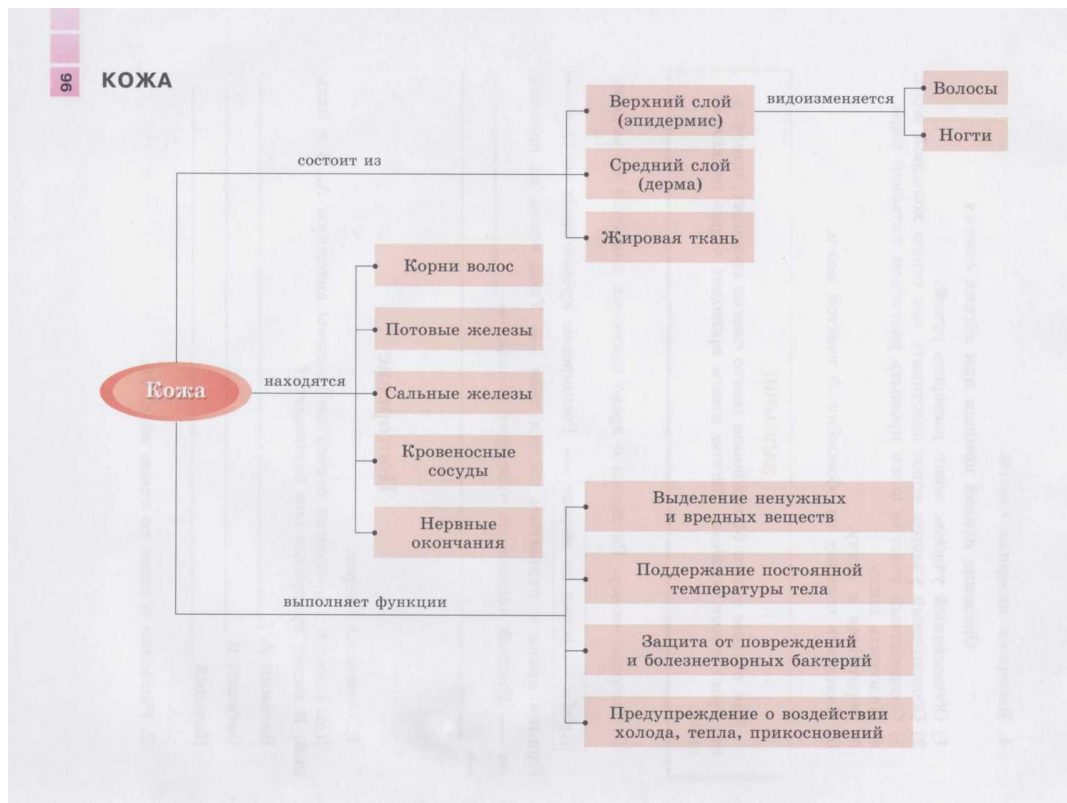 96
КОЖА
состоит из
Верхний слой
(эпидермис)
видоизменяется
Волосы
Ногти
Средний слой
(дерма)
Жировая ткань
Кожа
находятся
Корни волос
Потовые железы
Сальные железы
Кровеносные
сосуды
Нервные
окончания
выполняет функции
Выделение ненужных
и вредных веществ
Поддержание постоянной
температуры тела
Защита от повреждений
и болезнетворных бактерий
Предупреждение о воздействии
холода, тепла, прикосновений